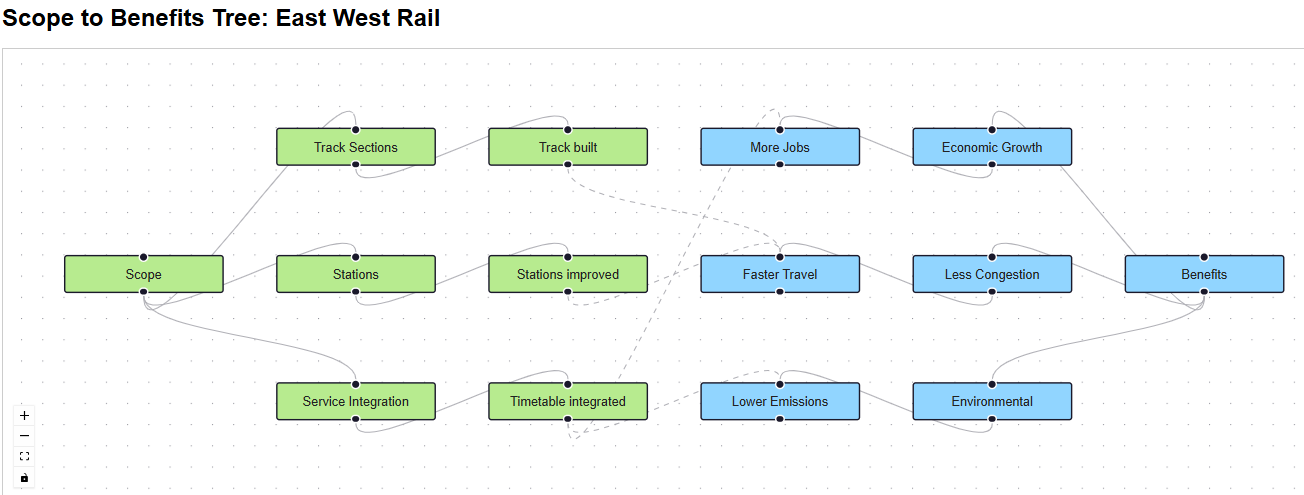 Scope to Benefits Tree: East West Rail
Track Sections
Track built
More Jobs
Economic Growth
Scope
Stations
Stations improved
Faster Travel
Less Congestion
Benefits
Service Integration
Timetable integrated
Lower Emissions
Environmental